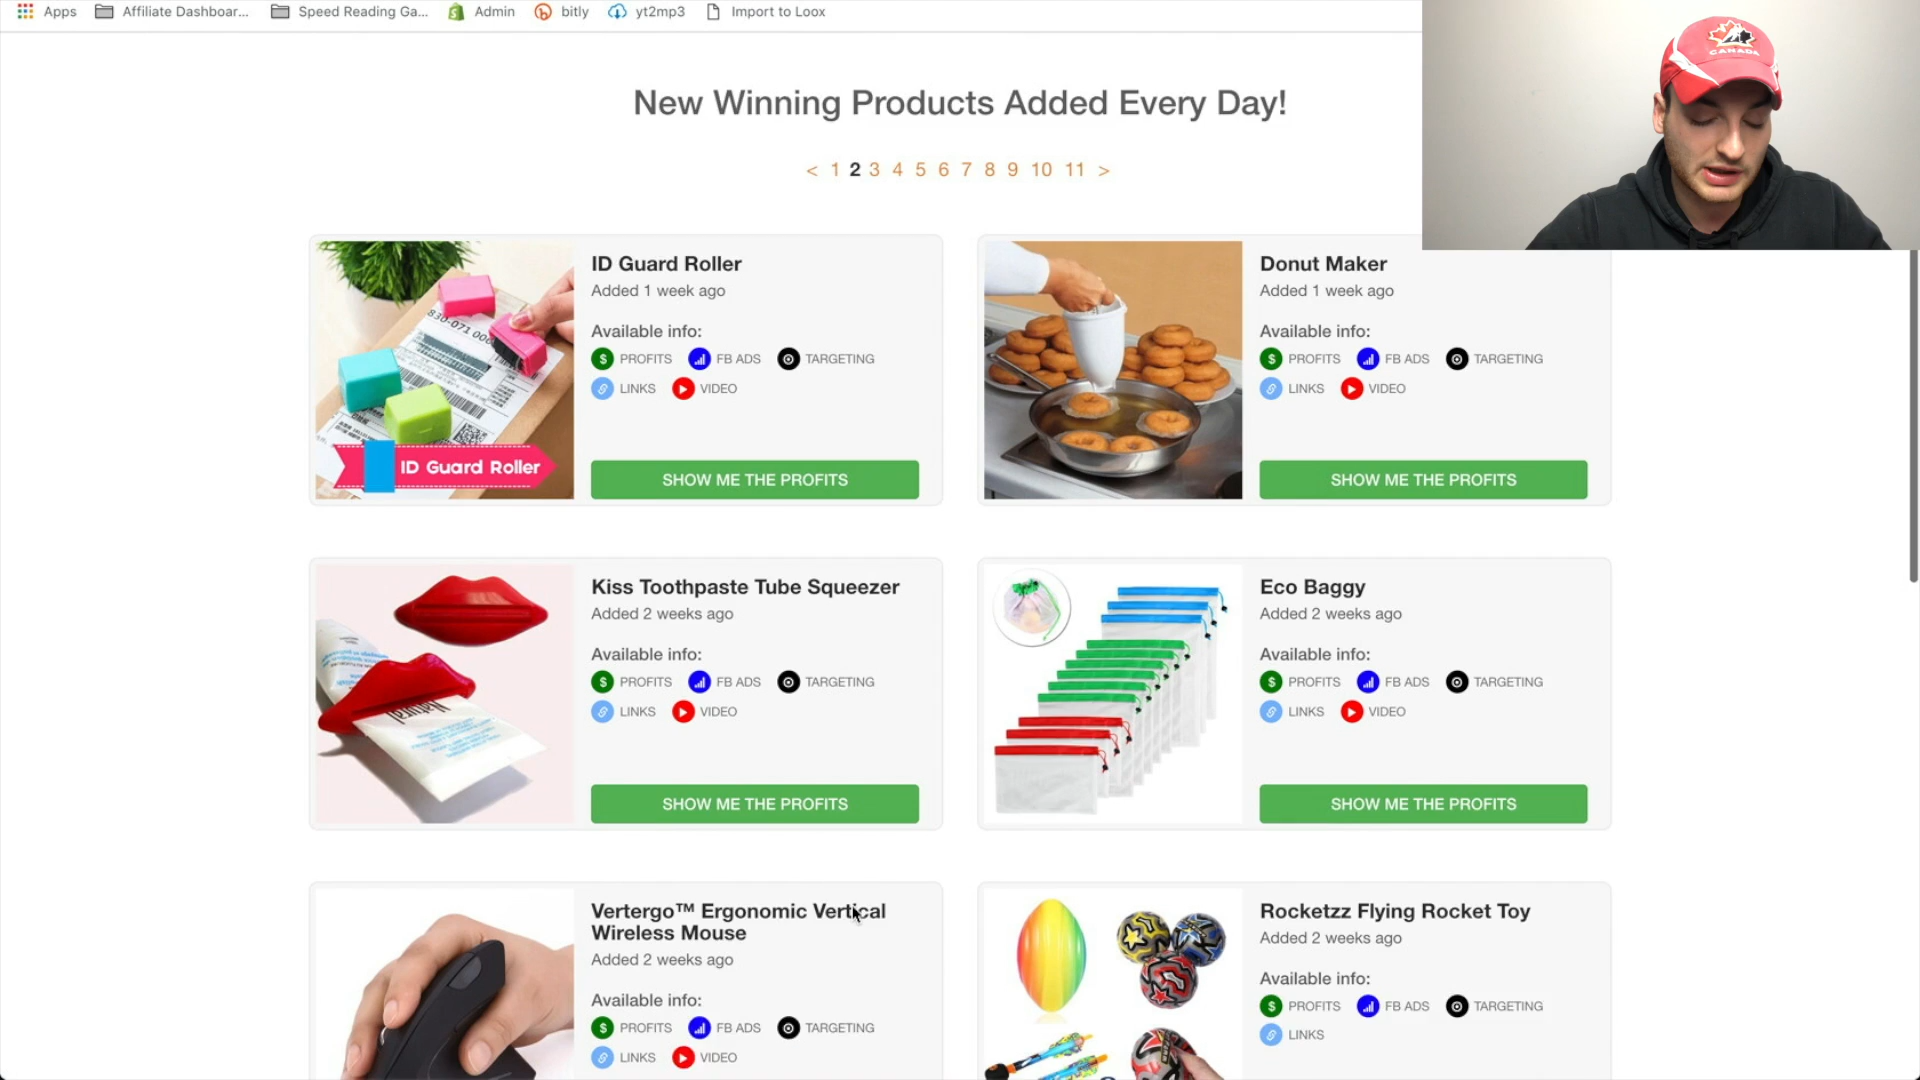 Apps
Affiliate Dashboar...
Speed Reading Ga...
Admin
bitly
yt2mp3
Import to Loox
CANADA
New Winning Products Added Every Day!
< 1 2 3 4 5 6 7 8 9 10 11 >
830-071 000
ID Guard Roller
ID Guard Roller
Added 1 week ago
Available info:
$ PROFITS FB ADS TARGETING
LINKS VIDEO
SHOW ME THE PROFITS
Donut Maker
Added 1 week ago
Available info:
$ PROFITS FB ADS TARGETING
LINKS VIDEO
SHOW ME THE PROFITS
Natural
Kiss Toothpaste Tube Squeezer
Added 2 weeks ago
Available info:
$ PROFITS FB ADS TARGETING
LINKS VIDEO
SHOW ME THE PROFITS
Eco Baggy
Added 2 weeks ago
Available info:
$ PROFITS FB ADS TARGETING
LINKS VIDEO
SHOW ME THE PROFITS
Vertergo™ Ergonomic Vertical
Wireless Mouse
Added 2 weeks ago
Available info:
$ PROFITS FB ADS TARGETING
LINKS VIDEO
Rocketzz Flying Rocket Toy
Added 2 weeks ago
Available info:
$ PROFITS FB ADS TARGETING
LINKS